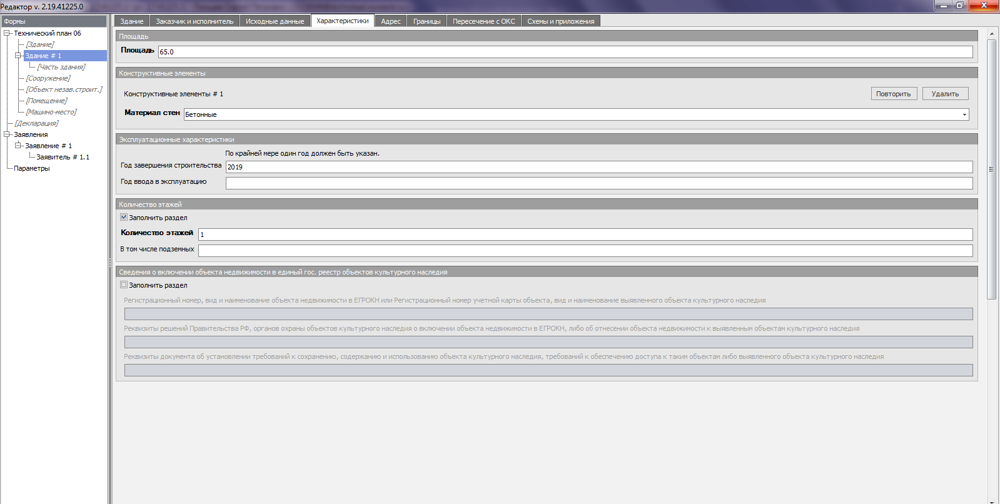 Редактор v. 2.19.41225.0
Формы
Технический план 06
[Здание]
Здание # 1
[Часть здания]
[Сооружение]
[Объект незав.строит.]
[Помещение]
[Машино-место]
[Декларация]
Заявления
Заявление # 1
Заявитель # 1.1
Параметры
Здание Заказчик и исполнитель Исходные данные Характеристики Адрес Границы Пересечение с ОКС Схемы и приложения
Площадь
Площадь 65.0
Конструктивные элементы
Конструктивные элементы # 1 Повторить Удалить
Материал стен Бетонные
Эксплуатационные характеристики
По крайней мере один год должен быть указан.
Год завершения строительства 2019
Год ввода в эксплуатацию
Количество этажей
Заполнить раздел
Количество этажей 1
В том числе подземных
Сведения о включении объекта недвижимости в единый гос. реестр объектов культурного наследия
Заполнить раздел
Регистрационный номер, вид и наименование объекта недвижимости в ЕГРОКН или Регистрационный номер учетной карты объекта, вид и наименование выявленного объекта культурного наследия
Реквизиты решений Правительства РФ, органов охраны объектов культурного наследия о включении объекта недвижимости в ЕГРОКН, либо об отнесении объекта недвижимости к выявленным объектам культурного наследия
Реквизиты документа об установлении требований к сохранению, содержанию и использованию объекта культурного наследия, требований к обеспечению доступа к таким объектам либо выявленного объекта культурного наследия